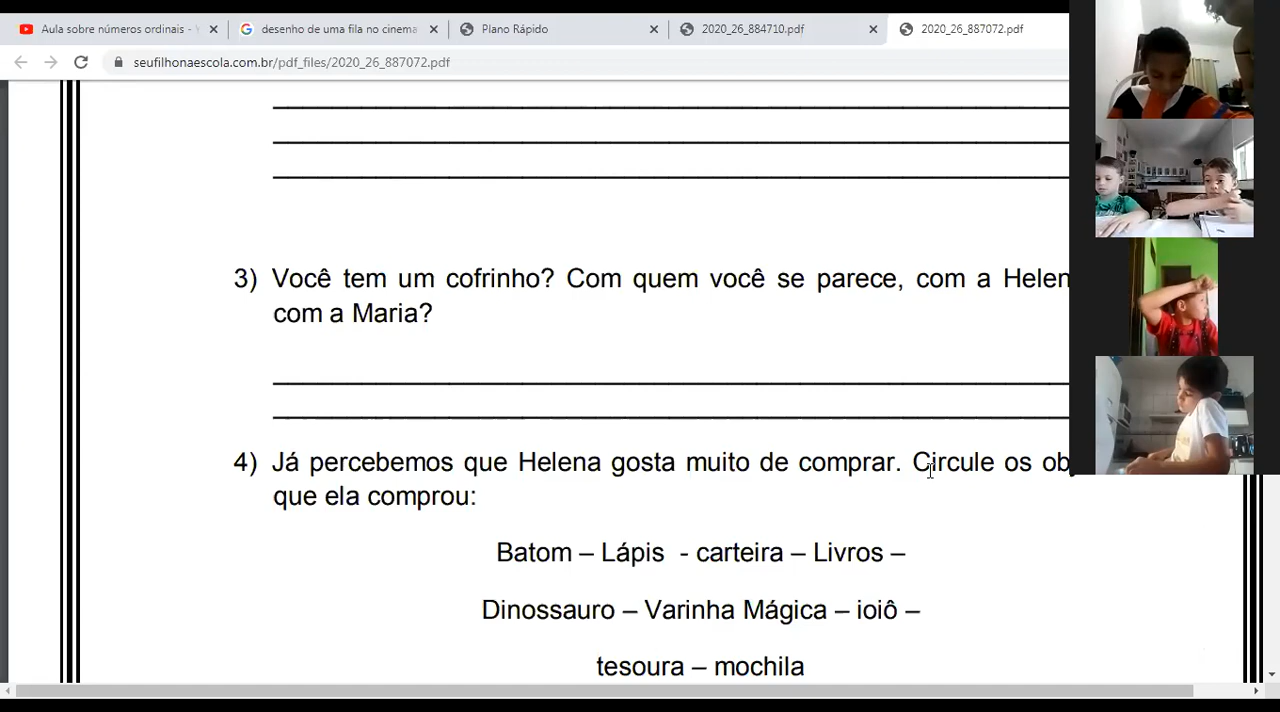 Aula sobre números ordinais -
desenho de uma fila no cinema
Plano Rápido
2020_26_884710.pdf
2020_26_887072.pdf
seufilhonaescola.com.br/pdf_files/2020_26_887072.pdf
3) Você tem um cofrinho? Com quem você se parece, com a Helen
com a Maria?
4) Já percebemos que Helena gosta muito de comprar. Circule os ob
que ela comprou:
Batom – Lápis - carteira – Livros –
Dinossauro – Varinha Mágica – ioiô –
tesoura – mochila